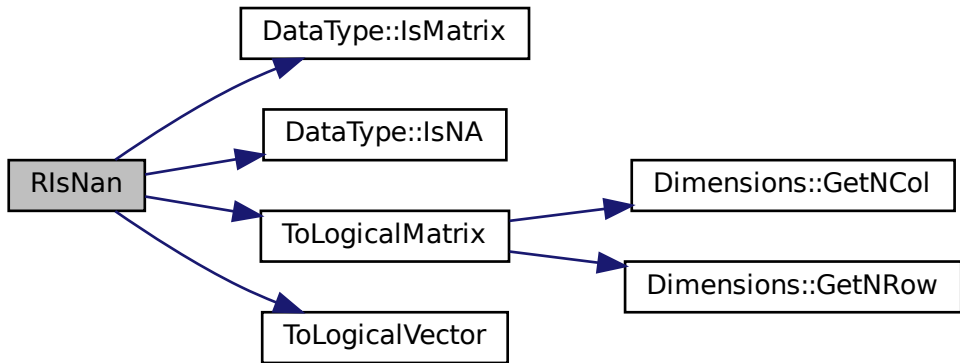 DataType::IsMatrix
DataType::IsNA
RIsNan
Dimensions::GetNCol
ToLogicalMatrix
Dimensions::GetNRow
ToLogicalVector